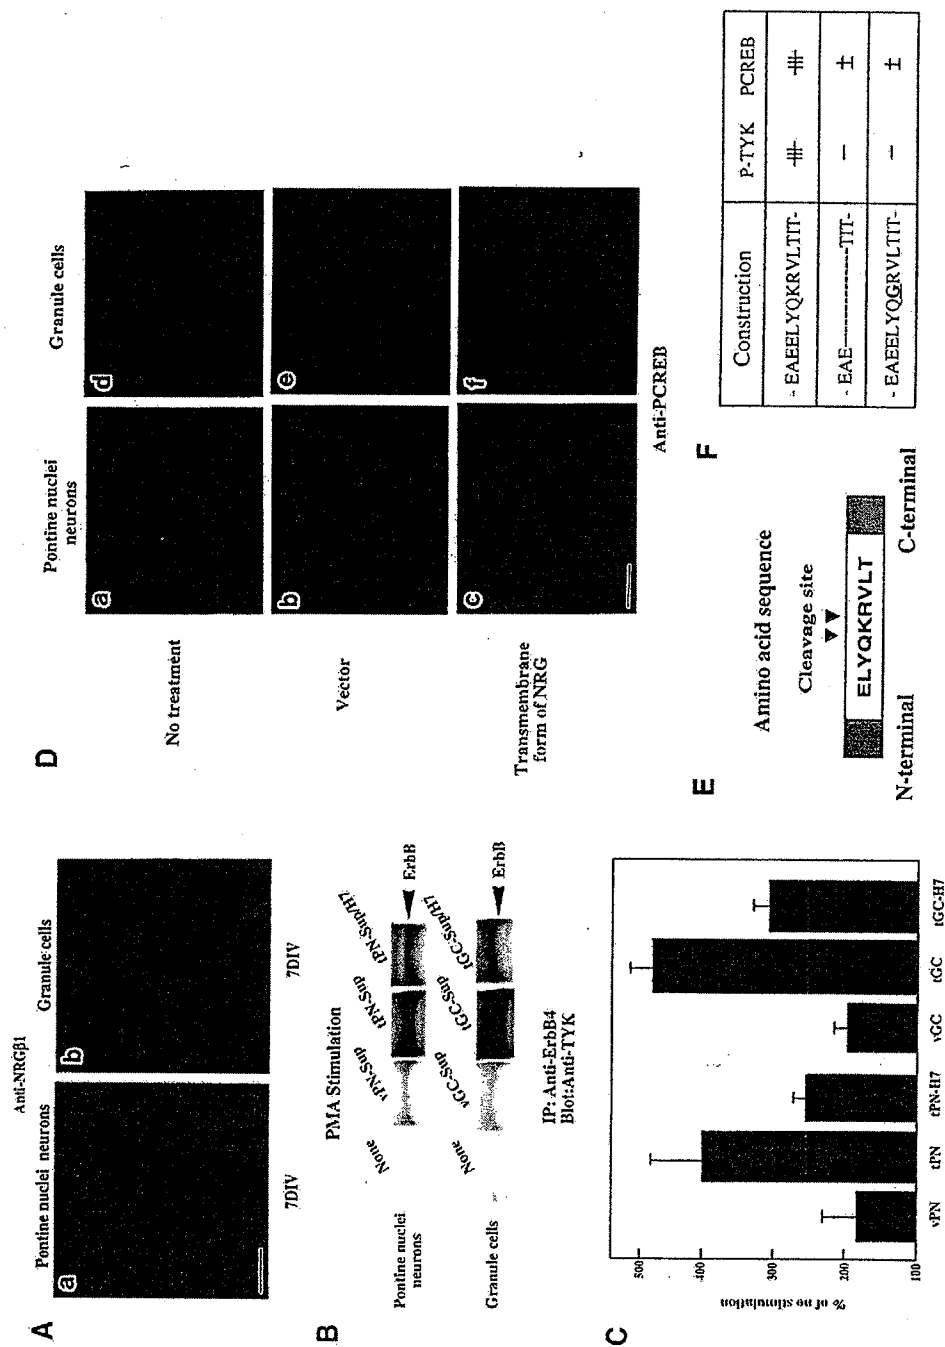 A
Anti-NRGβ1
Pontine nuclei neurons
Granule cells
a
b
7DIV
7DIV
B
PMA Stimulation
None
vPN-Sup
tPN-Sup
tPN-Sup/H7
Pontine nuclei
neurons
ErbB
None
vGC-Sup
tGC-Sup
tGC-Sup/H7
Granule cells
ErbB
IP: Anti-ErbB4
Blot:Anti-TYK
C
% of no stimulation
500
400
300
200
100
vPN
tPN
tPN-H7
vGC
tGC
tGC-H7
D
Pontine nuclei
neurons
Granule cells
No treatment
a
d
Vector
b
e
Transmembrane
form of NRG
c
f
Anti-PCREB
E
Amino acid sequence
Cleavage site
ELYQKRVLT
N-terminal
C-terminal
F
Construction P-TYK PCREB
- EAEELYQKRVLTIT- ╫ ╫
- EAE--------------TIT- − ±
- EAEELYQGRVLTIT- − ±